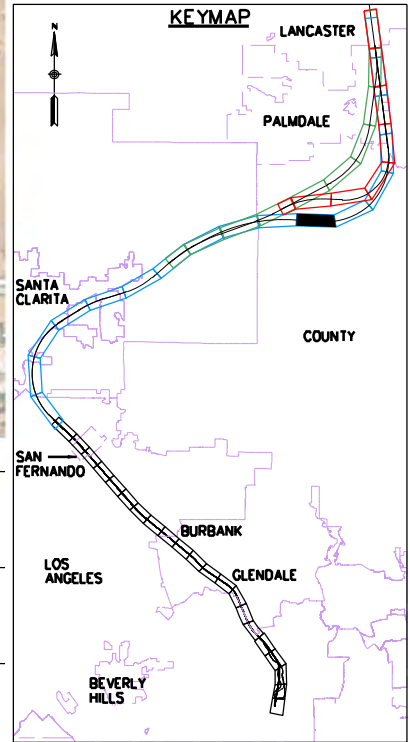 KEYMAP
LANCASTER
PALMDALE
SANTA
CLARITA
COUNTY
SAN
FERNANDO
BURBANK
LOS
ANGELES
GLENDALE
BEVERLY
HILLS